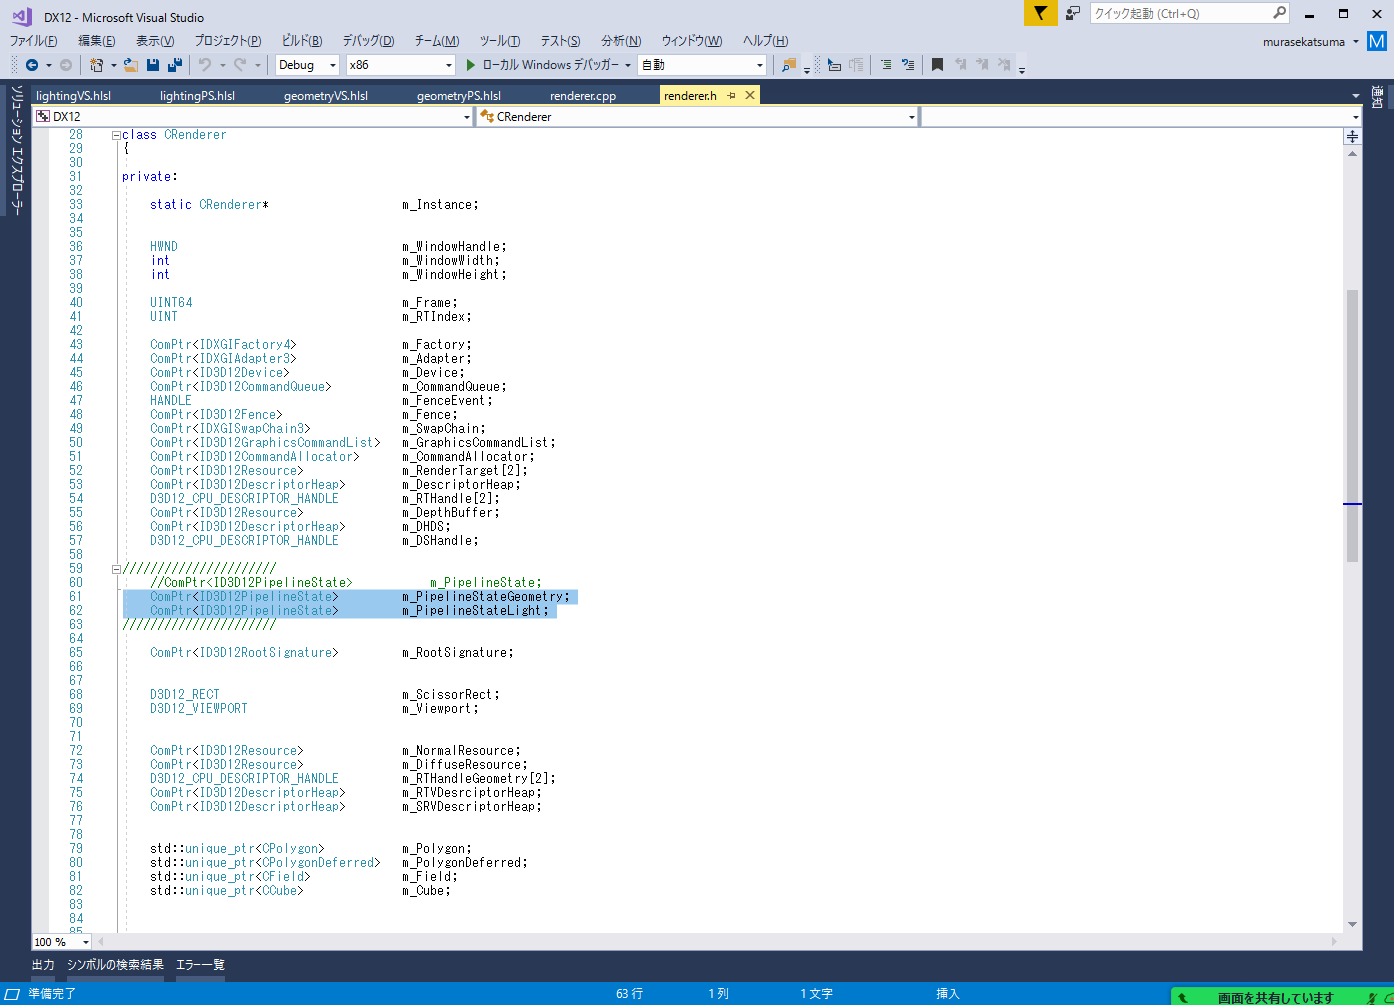 DX12 - Microsoft Visual Studio
クイック起動 (Ctrl+Q)
ファイル(F) 編集(E) 表示(V) プロジェクト(P) ビルド(B) デバッグ(D) チーム(M) ツール(T) テスト(S) 分析(N) ウィンドウ(W) ヘルプ(H)
murasekatsuma M
Debug x86 ローカル Windows デバッガー 自動
ソリューション エクスプローラー
通知
lightingVS.hlsl lightingPS.hlsl geometryVS.hlsl geometryPS.hlsl renderer.cpp renderer.h
DX12 CRenderer
28 class CRenderer
29 {
30
31 private:
32
33 static CRenderer* m_Instance;
34
35
36 HWND m_WindowHandle;
37 int m_WindowWidth;
38 int m_WindowHeight;
39
40 UINT64 m_Frame;
41 UINT m_RTIndex;
42
43 ComPtr<IDXGIFactory4> m_Factory;
44 ComPtr<IDXGIAdapter3> m_Adapter;
45 ComPtr<ID3D12Device> m_Device;
46 ComPtr<ID3D12CommandQueue> m_CommandQueue;
47 HANDLE m_FenceEvent;
48 ComPtr<ID3D12Fence> m_Fence;
49 ComPtr<IDXGISwapChain3> m_SwapChain;
50 ComPtr<ID3D12GraphicsCommandList> m_GraphicsCommandList;
51 ComPtr<ID3D12CommandAllocator> m_CommandAllocator;
52 ComPtr<ID3D12Resource> m_RenderTarget[2];
53 ComPtr<ID3D12DescriptorHeap> m_DescriptorHeap;
54 D3D12_CPU_DESCRIPTOR_HANDLE m_RTHandle[2];
55 ComPtr<ID3D12Resource> m_DepthBuffer;
56 ComPtr<ID3D12DescriptorHeap> m_DHDS;
57 D3D12_CPU_DESCRIPTOR_HANDLE m_DSHandle;
58
59 //////////////////////
60 //ComPtr<ID3D12PipelineState> m_PipelineState;
61 ComPtr<ID3D12PipelineState> m_PipelineStateGeometry;
62 ComPtr<ID3D12PipelineState> m_PipelineStateLight;
63 //////////////////////
64
65 ComPtr<ID3D12RootSignature> m_RootSignature;
66
67
68 D3D12_RECT m_ScissorRect;
69 D3D12_VIEWPORT m_Viewport;
70
71
72 ComPtr<ID3D12Resource> m_NormalResource;
73 ComPtr<ID3D12Resource> m_DiffuseResource;
74 D3D12_CPU_DESCRIPTOR_HANDLE m_RTHandleGeometry[2];
75 ComPtr<ID3D12DescriptorHeap> m_RTVDesrciptorHeap;
76 ComPtr<ID3D12DescriptorHeap> m_SRVDescriptorHeap;
77
78
79 std::unique_ptr<CPolygon> m_Polygon;
80 std::unique_ptr<CPolygonDeferred> m_PolygonDeferred;
81 std::unique_ptr<CField> m_Field;
82 std::unique_ptr<CCube> m_Cube;
83
84
85
100 %
出力 シンボルの検索結果 エラー一覧
準備完了 63 行 1 列 1 文字 挿入
画面を共有しています